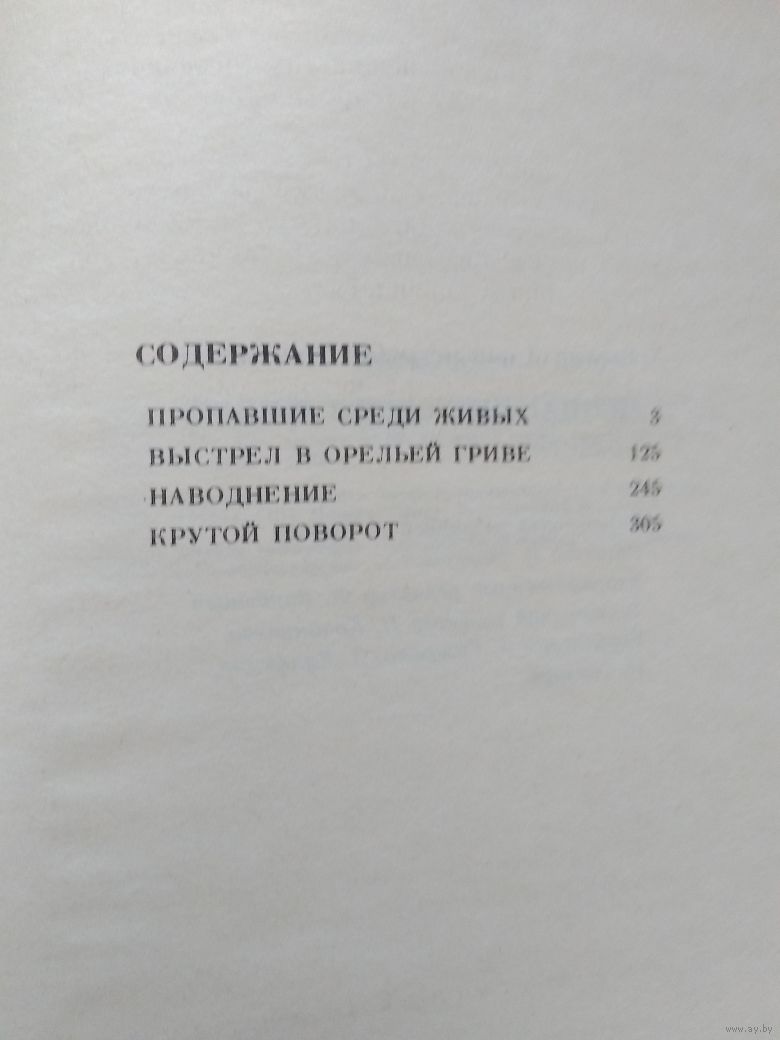 СОДЕРЖАНИЕ
ПРОПАВШИЕ СРЕДИ ЖИВЫХ 3
ВЫСТРЕЛ В ОРЕЛЬЕЙ ГРИВЕ 125
НАВОДНЕНИЕ 245
КРУТОЙ ПОВОРОТ 305
www.ay.by